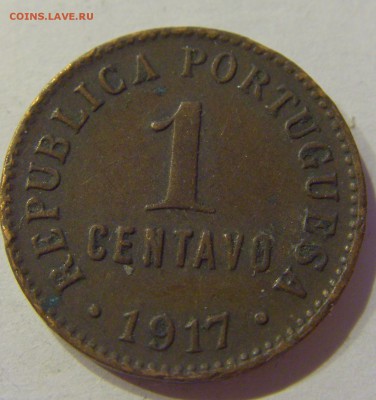 COINS.LAVE.RU
REPUBLICA PORTUGUESA
1
CENTAVO
• 1917 •